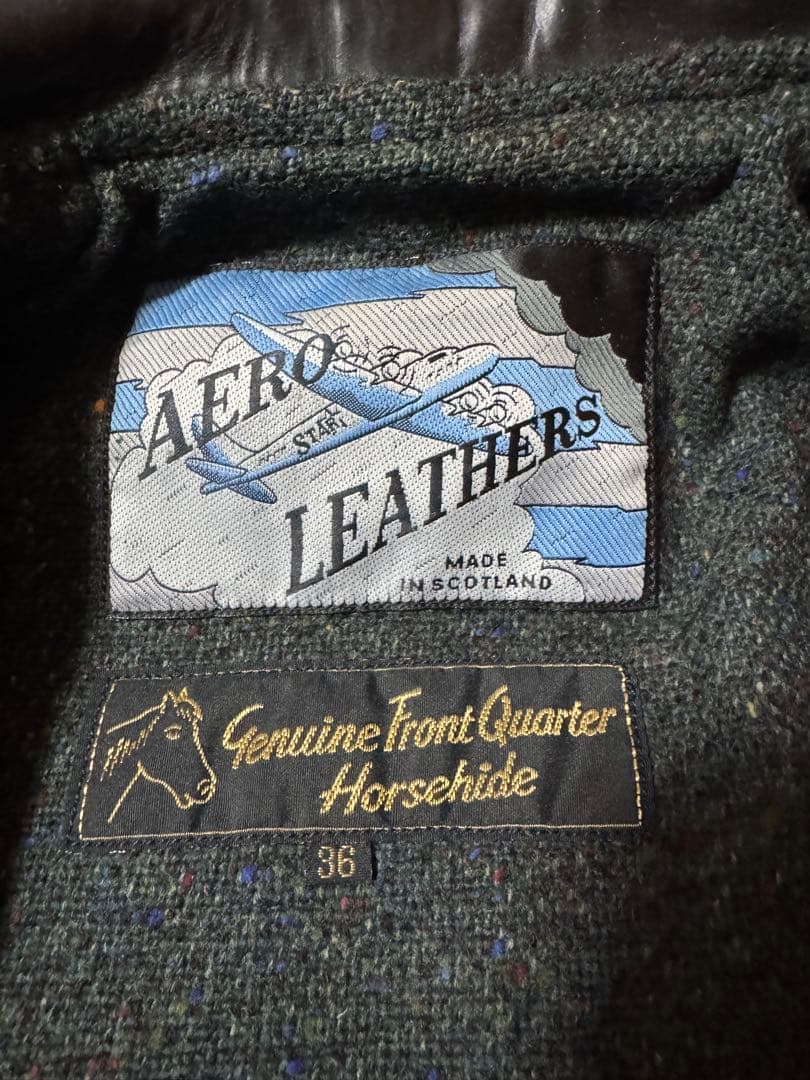 AERO
START
LEATHERS
MADE
IN SCOTLAND
Genuine Front Quarter
Horsehide
36